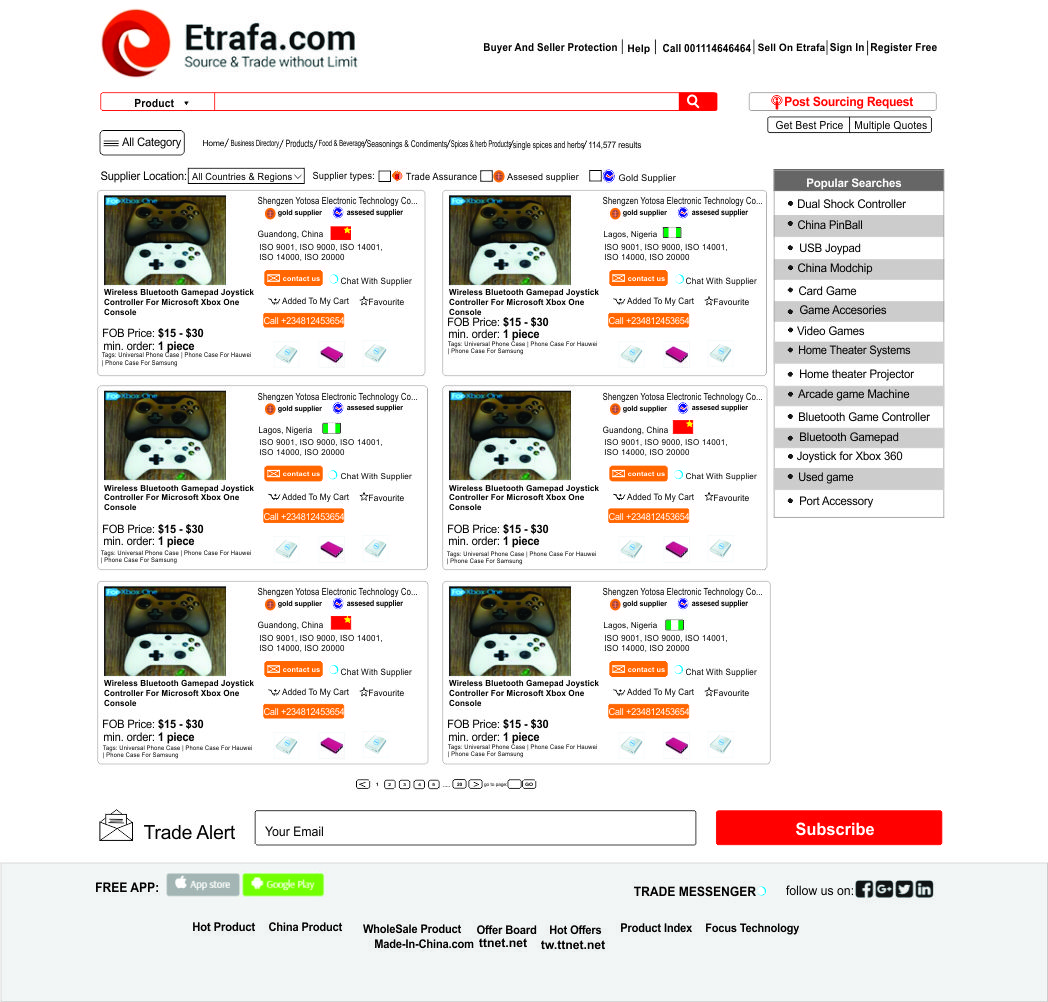 Etrafa.com
Source & Trade without Limit
Buyer And Seller Protection | Help | Call 001114646464 | Sell On Etrafa | Sign In | Register Free
Product
Post Sourcing Request
Get Best Price | Multiple Quotes
All Category
Home/ Business Directory/ Products/ Food & Beverage/Seasonings & Condiments/Spices & herb Products/single spices and herbs/ 114,577 results
Supplier Location: All Countries & Regions Supplier types: Trade Assurance Assesed supplier Gold Supplier
For Xbox One
Shengzen Yotosa Electronic Technology Co...
gold supplier assesed supplier
Guandong, China
ISO 9001, ISO 9000, ISO 14001,
ISO 14000, ISO 20000
contact us Chat With Supplier
Wireless Bluetooth Gamepad Joystick
Controller For Microsoft Xbox One
Console
Added To My Cart Favourite
Call +234812453654
FOB Price: $15 - $30
min. order: 1 piece
Tags: Universal Phone Case | Phone Case For Hauwei
| Phone Case For Samsung
For Xbox One
Shengzen Yotosa Electronic Technology Co...
gold supplier assesed supplier
Lagos, Nigeria
ISO 9001, ISO 9000, ISO 14001,
ISO 14000, ISO 20000
contact us Chat With Supplier
Wireless Bluetooth Gamepad Joystick
Controller For Microsoft Xbox One
Console
Added To My Cart Favourite
Call +234812453654
FOB Price: $15 - $30
min. order: 1 piece
Tags: Universal Phone Case | Phone Case For Hauwei
| Phone Case For Samsung
For Xbox One
Shengzen Yotosa Electronic Technology Co...
gold supplier assesed supplier
Lagos, Nigeria
ISO 9001, ISO 9000, ISO 14001,
ISO 14000, ISO 20000
contact us Chat With Supplier
Wireless Bluetooth Gamepad Joystick
Controller For Microsoft Xbox One
Console
Added To My Cart Favourite
Call +234812453654
FOB Price: $15 - $30
min. order: 1 piece
Tags: Universal Phone Case | Phone Case For Hauwei
| Phone Case For Samsung
For Xbox One
Shengzen Yotosa Electronic Technology Co...
gold supplier assesed supplier
Guandong, China
ISO 9001, ISO 9000, ISO 14001,
ISO 14000, ISO 20000
contact us Chat With Supplier
Wireless Bluetooth Gamepad Joystick
Controller For Microsoft Xbox One
Console
Added To My Cart Favourite
Call +234812453654
FOB Price: $15 - $30
min. order: 1 piece
Tags: Universal Phone Case | Phone Case For Hauwei
| Phone Case For Samsung
For Xbox One
Shengzen Yotosa Electronic Technology Co...
gold supplier assesed supplier
Guandong, China
ISO 9001, ISO 9000, ISO 14001,
ISO 14000, ISO 20000
contact us Chat With Supplier
Wireless Bluetooth Gamepad Joystick
Controller For Microsoft Xbox One
Console
Added To My Cart Favourite
Call +234812453654
FOB Price: $15 - $30
min. order: 1 piece
Tags: Universal Phone Case | Phone Case For Hauwei
| Phone Case For Samsung
For Xbox One
Shengzen Yotosa Electronic Technology Co...
gold supplier assesed supplier
Lagos, Nigeria
ISO 9001, ISO 9000, ISO 14001,
ISO 14000, ISO 20000
contact us Chat With Supplier
Wireless Bluetooth Gamepad Joystick
Controller For Microsoft Xbox One
Console
Added To My Cart Favourite
Call +234812453654
FOB Price: $15 - $30
min. order: 1 piece
Tags: Universal Phone Case | Phone Case For Hauwei
| Phone Case For Samsung
Popular Searches
Dual Shock Controller
China PinBall
USB Joypad
China Modchip
Card Game
Game Accesories
Video Games
Home Theater Systems
Home theater Projector
Arcade game Machine
Bluetooth Game Controller
Bluetooth Gamepad
Joystick for Xbox 360
Used game
Port Accessory
< 1 2 3 4 5 .... 20 > go to page: GO
Trade Alert
Your Email
Subscribe
FREE APP: App store Google Play
TRADE MESSENGER follow us on:
Hot Product China Product WholeSale Product Offer Board Hot Offers Product Index Focus Technology
Made-In-China.com ttnet.net tw.ttnet.net